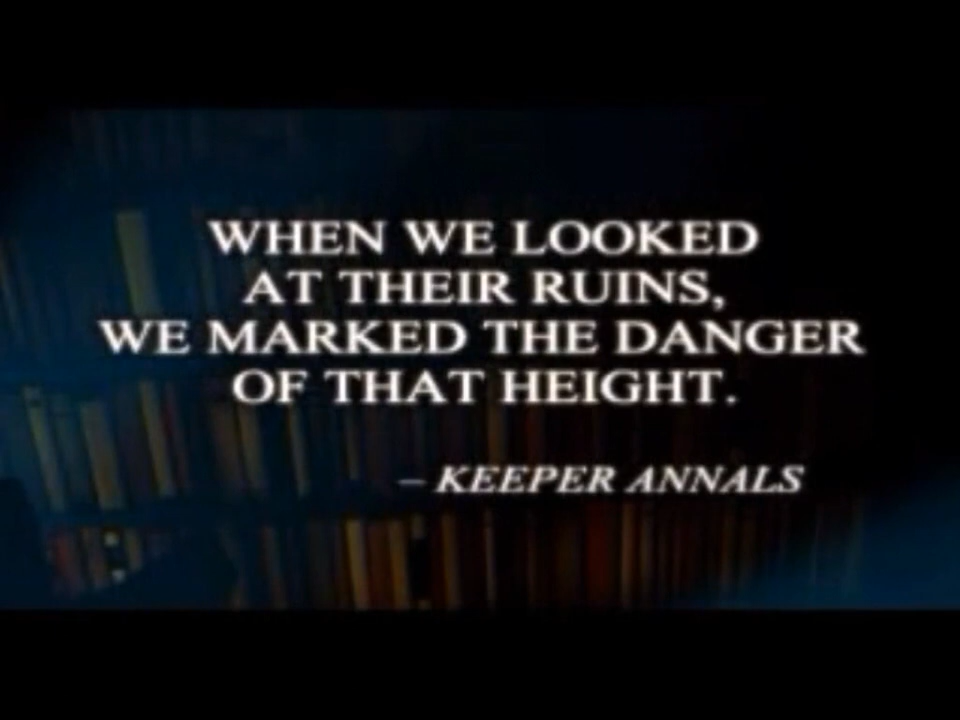 WHEN WE LOOKED
AT THEIR RUINS,
WE MARKED THE DANGER
OF THAT HEIGHT.
– KEEPER ANNALS